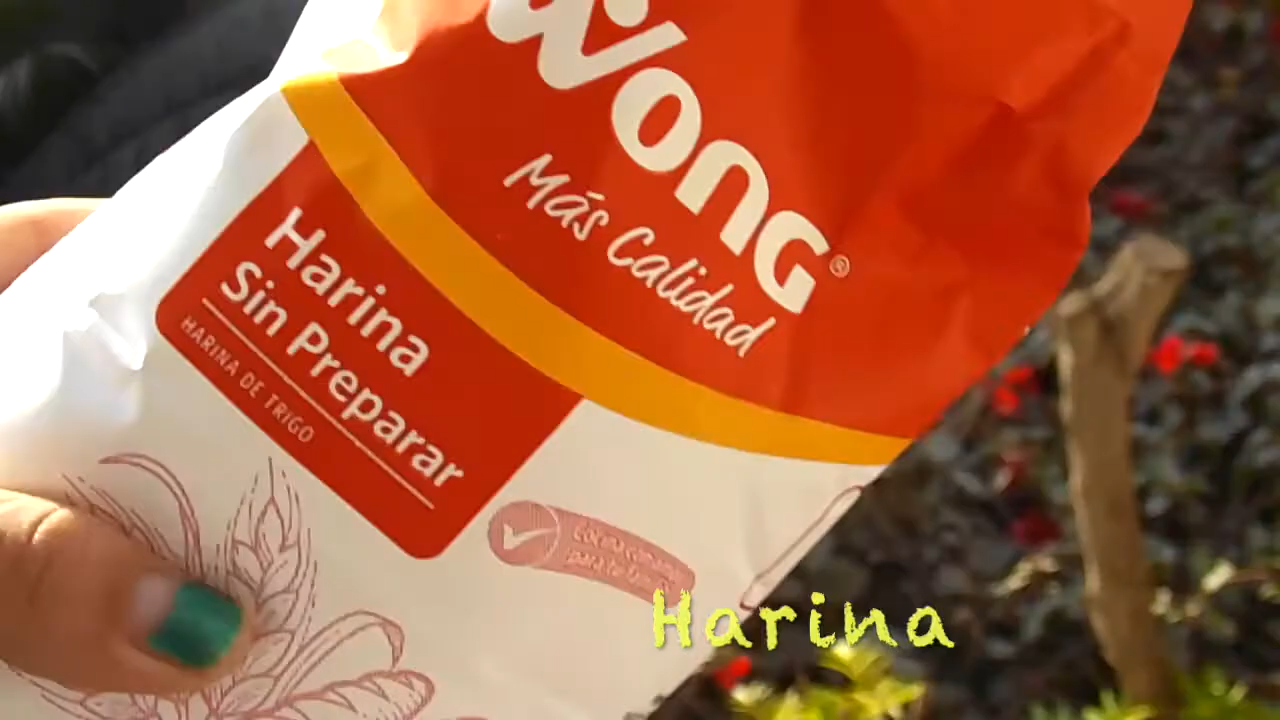 Wong®
Más Calidad
Harina
Sin Preparar
HARINA DE TRIGO
Harina